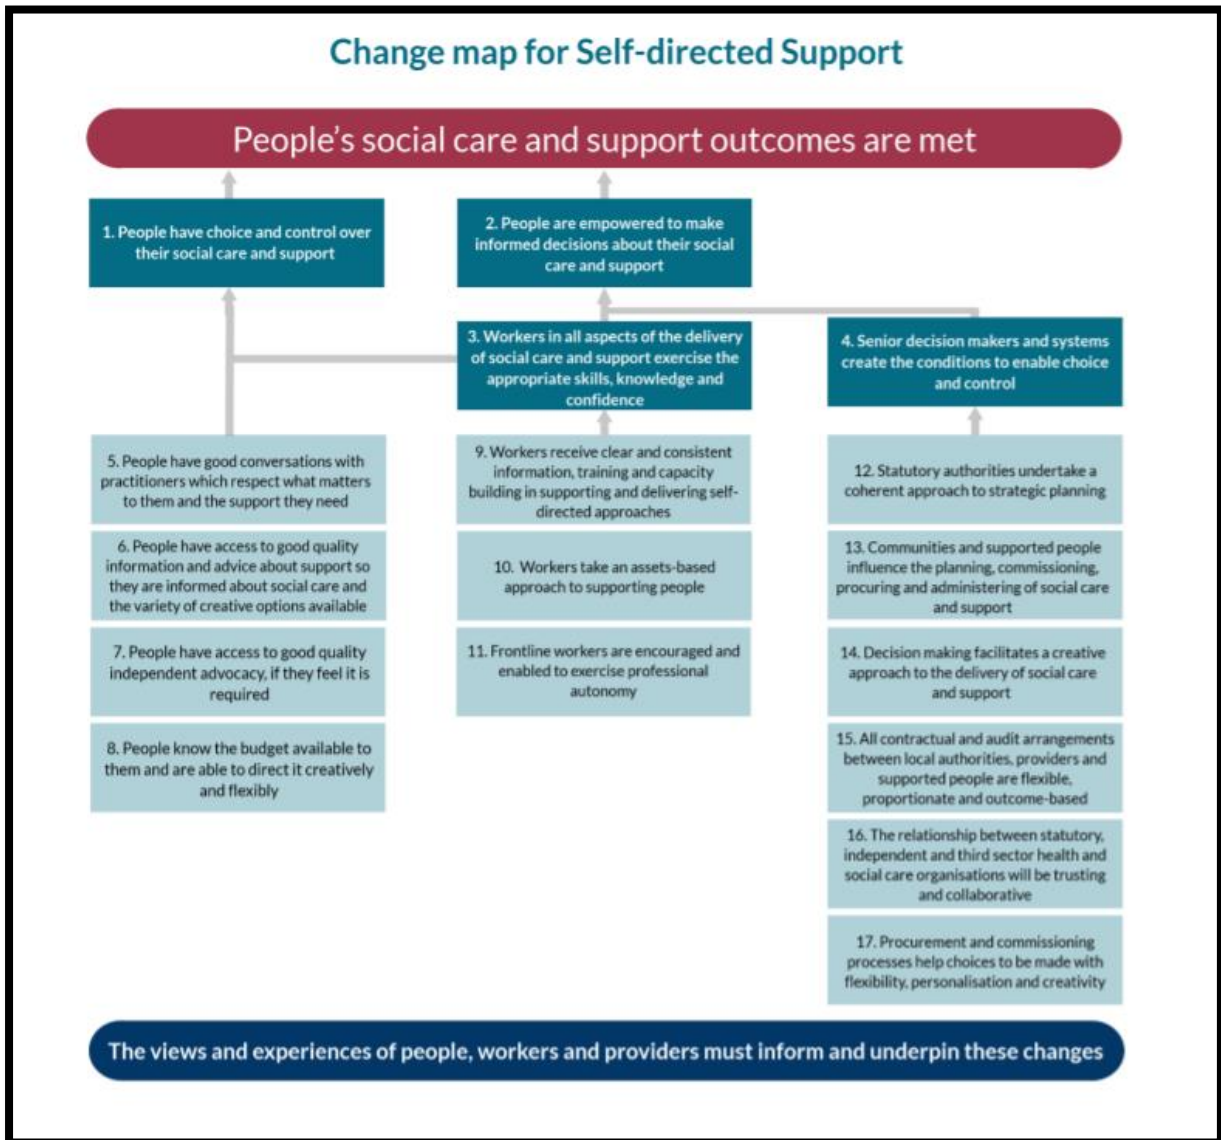 Change map for Self-directed Support
People's social care and support outcomes are met
1. People have choice and control over
their social care and support
2. People are empowered to make
informed decisions about their social
care and support
3. Workers in all aspects of the delivery
of social care and support exercise the
appropriate skills, knowledge and
confidence
4. Senior decision makers and systems
create the conditions to enable choice
and control
5. People have good conversations with
practitioners which respect what matters
to them and the support they need
6. People have access to good quality
information and advice about support so
they are informed about social care and
the variety of creative options available
7. People have access to good quality
independent advocacy, if they feel it is
required
8. People know the budget available to
them and are able to direct it creatively
and flexibly
9. Workers receive clear and consistent
information, training and capacity
building in supporting and delivering self-
directed approaches
10. Workers take an assets-based
approach to supporting people
11. Frontline workers are encouraged and
enabled to exercise professional
autonomy
12. Statutory authorities undertake a
coherent approach to strategic planning
13. Communities and supported people
influence the planning, commissioning,
procuring and administering of social care
and support
14. Decision making facilitates a creative
approach to the delivery of social care
and support
15. All contractual and audit arrangements
between local authorities, providers and
supported people are flexible,
proportionate and outcome-based
16. The relationship between statutory,
independent and third sector health and
social care organisations will be trusting
and collaborative
17. Procurement and commissioning
processes help choices to be made with
flexibility, personalisation and creativity
The views and experiences of people, workers and providers must inform and underpin these changes